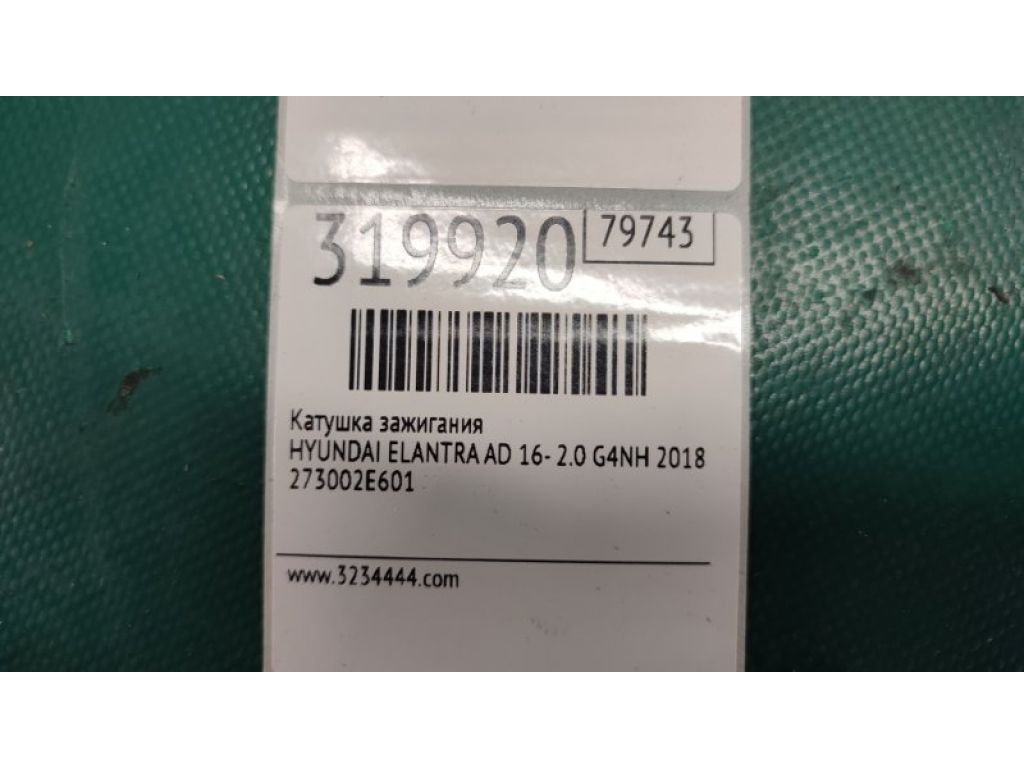 319920
79743
Катушка зажигания
HYUNDAI ELANTRA AD 16- 2.0 G4NH 2018
273002E601
www.3234444.com